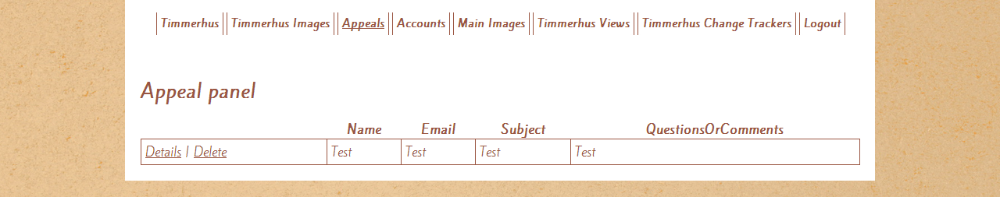 Timmerhus Timmerhus Images Appeals Accounts Main Images Timmerhus Views Timmerhus Change Trackers Logout
Appeal panel
Name Email Subject QuestionsOrComments
Details | Delete Test Test Test Test